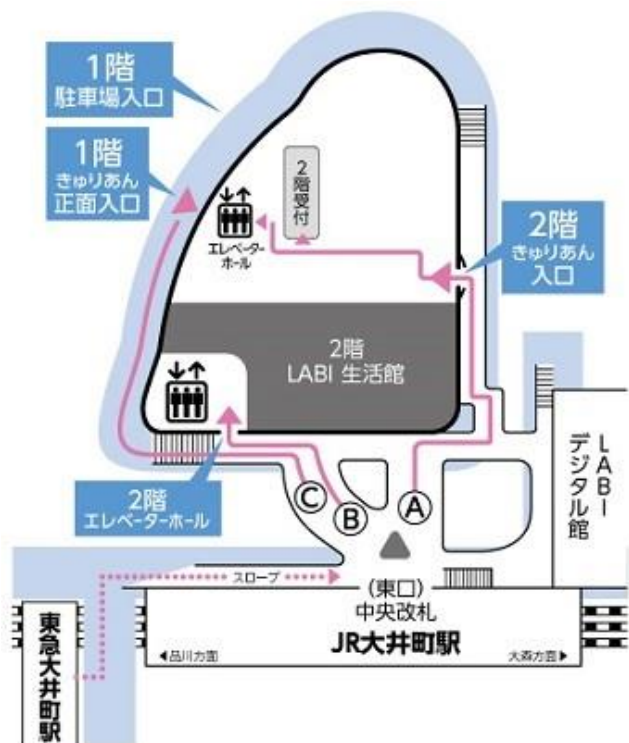 1階
駐車場入口
1階
きゅりあん
正面入口
2階受付
エレベーター
ホール
2階
きゅりあん
入口
2階
LABI 生活館
2階
エレベーターホール
C
B
A
LABI
デジタル館
スロープ
(東口)
中央改札
JR大井町駅
◀品川方面
大森方面▶
東急大井町駅